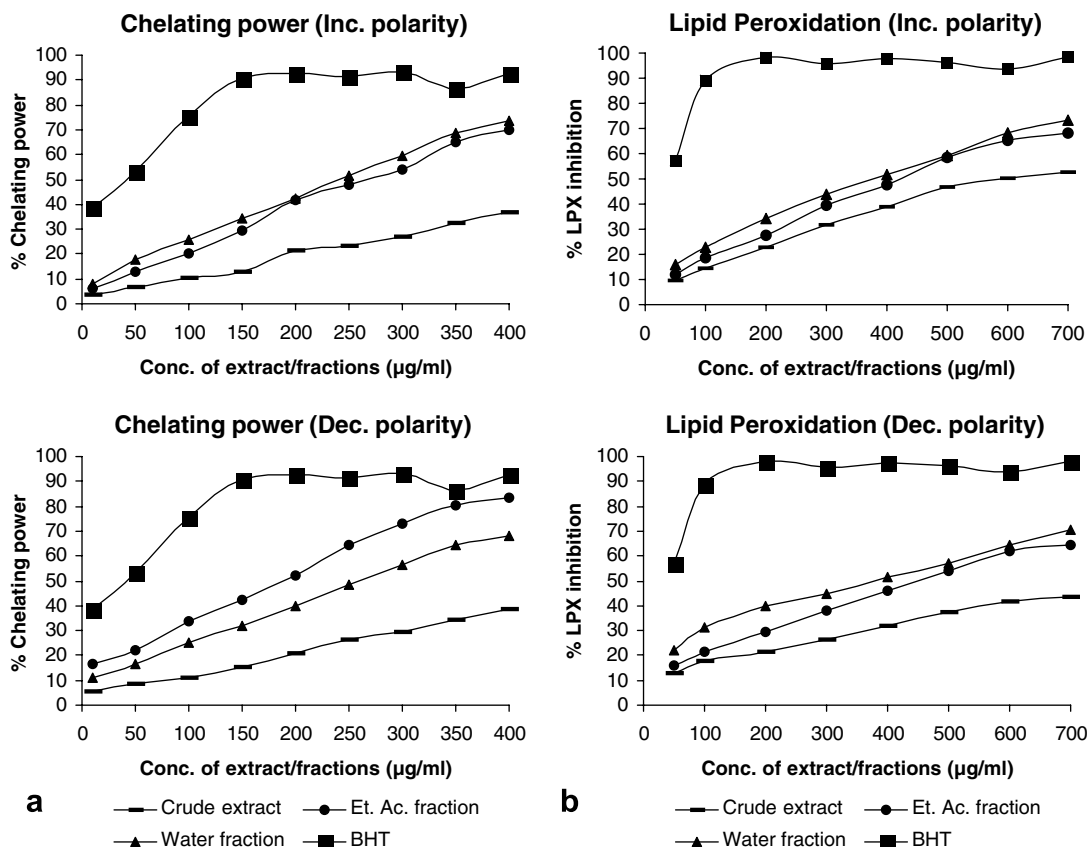 Chelating power (Inc. polarity)
% Chelating power
100
90
80
70
60
50
40
30
20
10
0
0 50 100 150 200 250 300 350 400
Conc. of extract/fractions (µg/ml)
Lipid Peroxidation (Inc. polarity)
% LPX inhibition
100
90
80
70
60
50
40
30
20
10
0
0 100 200 300 400 500 600 700
Conc. of extract/fractions (µg/ml)
Chelating power (Dec. polarity)
% Chelating power
100
90
80
70
60
50
40
30
20
10
0
0 50 100 150 200 250 300 350 400
Conc. of extract/fractions (µg/ml)
Lipid Peroxidation (Dec. polarity)
% LPX inhibition
100
90
80
70
60
50
40
30
20
10
0
0 100 200 300 400 500 600 700
Conc. of extract/fractions (µg/ml)
a
Crude extract Et. Ac. fraction
Water fraction BHT
b
Crude extract Et. Ac. fraction
Water fraction BHT